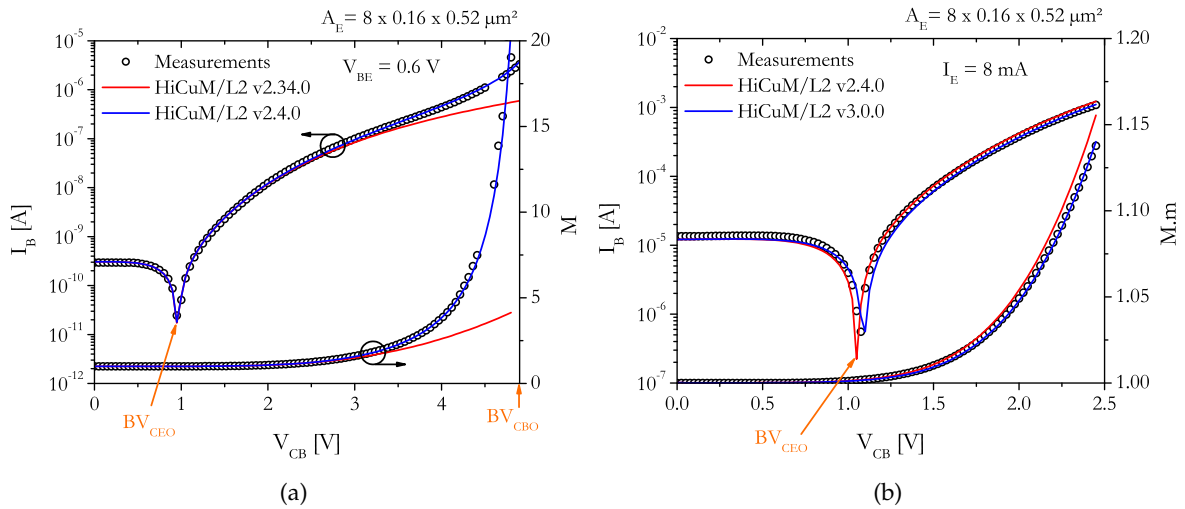 A_E = 8 x 0.16 x 0.52 µm²
10^-5
10^-6
10^-7
10^-8
10^-9
10^-10
10^-11
10^-12
I_B [A]
Measurements
HiCuM/L2 v2.34.0
HiCuM/L2 v2.4.0
V_BE = 0.6 V
20
15
10
5
0
M
0
1
2
3
4
BV_CEO
BV_CBO
V_CB [V]
(a)
A_E = 8 x 0.16 x 0.52 µm²
10^-2
10^-3
10^-4
10^-5
10^-6
10^-7
I_B [A]
Measurements
HiCuM/L2 v2.4.0
HiCuM/L2 v3.0.0
I_E = 8 mA
1.20
1.15
1.10
1.05
1.00
M.m
0.0
0.5
1.0
1.5
2.0
2.5
BV_CEO
V_CB [V]
(b)